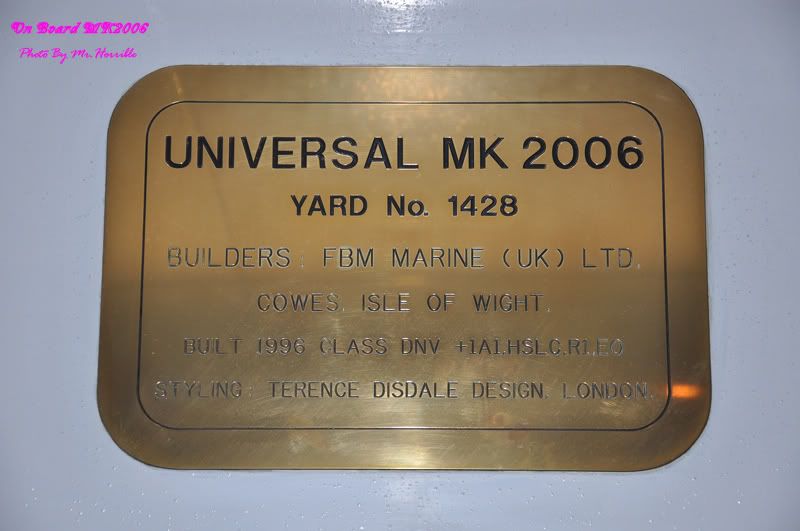 On Board MK2006
Photo By Mr.Horrible
UNIVERSAL MK 2006
YARD No. 1428
BUILDERS: FBM MARINE (UK) LTD.
COWES. ISLE OF WIGHT.
BUILT 1996 CLASS DNV +1A1.HSLC.R1.EO
STYLING: TERENCE DISDALE DESIGN. LONDON.